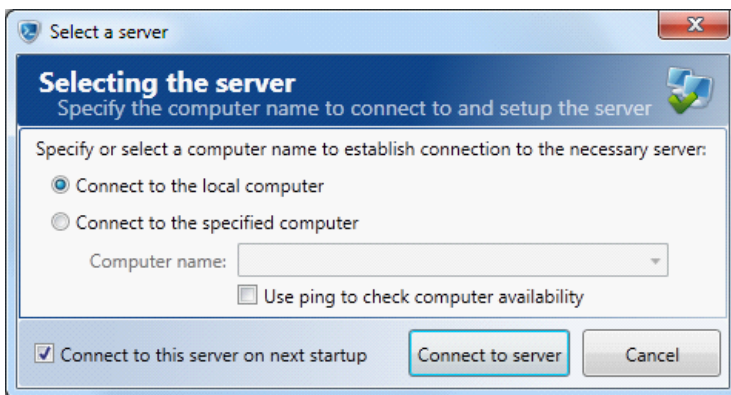 Select a server
Selecting the server
Specify the computer name to connect to and setup the server
Specify or select a computer name to establish connection to the necessary server:
Connect to the local computer
Connect to the specified computer
Computer name:
Use ping to check computer availability
Connect to this server on next startup
Connect to server
Cancel